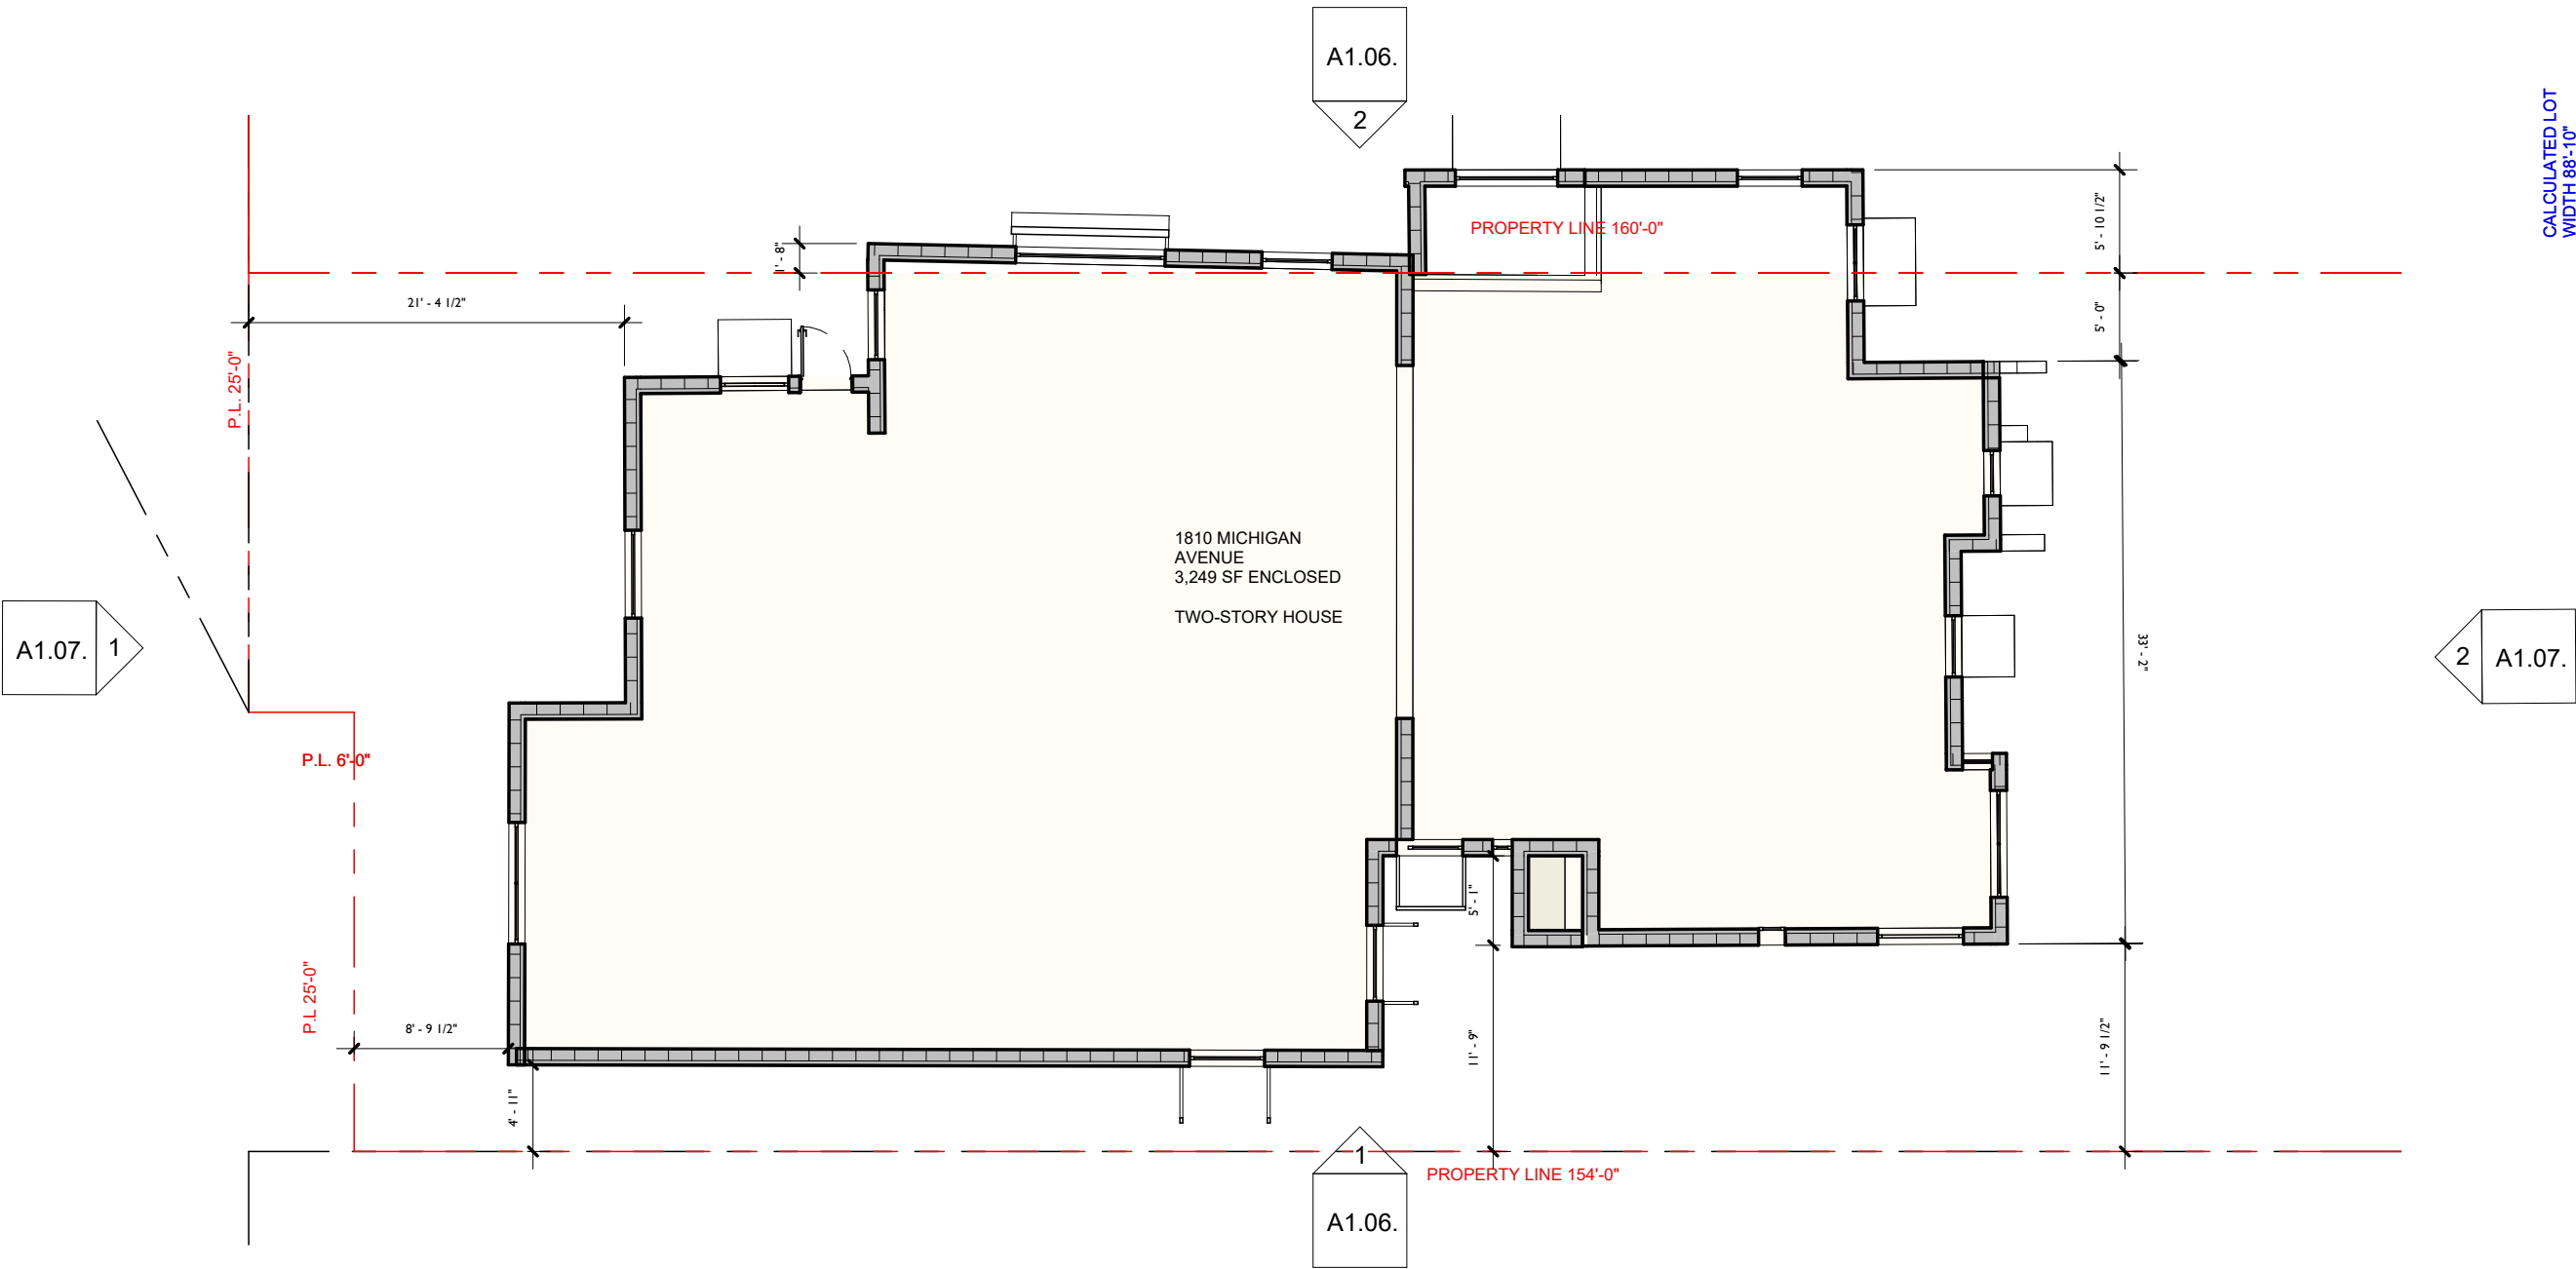 A1.06.
2
CALCULATED LOT
WIDTH 88'-10"
PROPERTY LINE 160'-0"
5' - 10 1/2"
1' - 8"
21' - 4 1/2"
5' - 0"
P.L. 25'-0"
1810 MICHIGAN
AVENUE
3,249 SF ENCLOSED
TWO-STORY HOUSE
A1.07.
1
33' - 2"
2
A1.07.
P.L. 6'-0"
5' - 1"
P.L 25'-0"
8' - 9 1/2"
11' - 9"
11' - 9 1/2"
4' - 11"
1
PROPERTY LINE 154'-0"
A1.06.